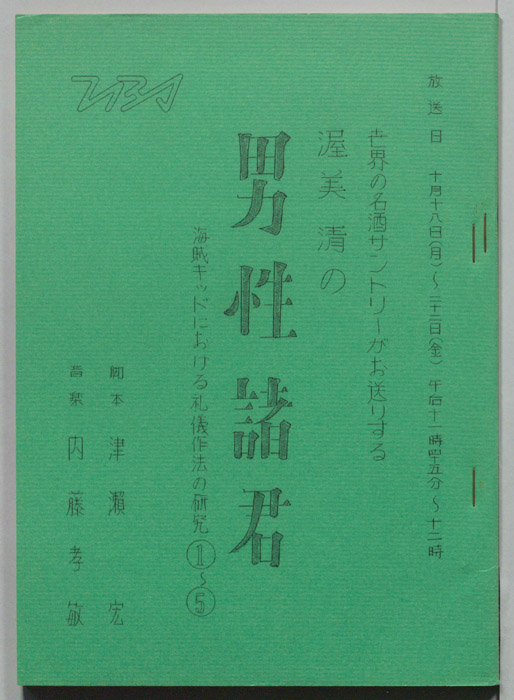 放送日 十月十八日(月)〜二十二日(金) 午后十一時四五分〜十二時
世界の名酒サントリーがお送りする
渥美清の
男性諸君
海賊キッドにおける礼儀作法の研究①〜⑤
脚本 津瀬宏
音楽 内藤孝敏